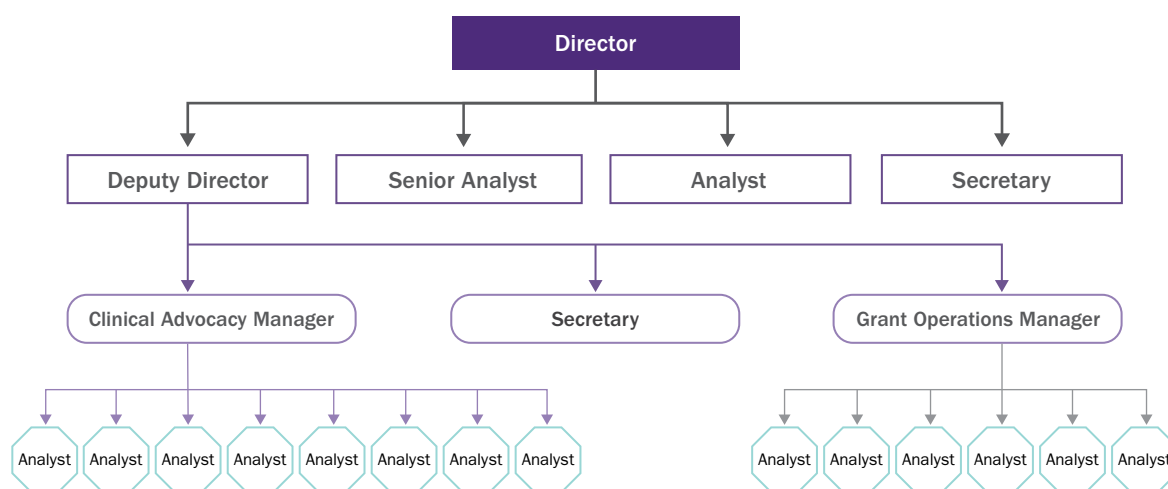 Director
Deputy Director
Senior Analyst
Analyst
Secretary
Clinical Advocacy Manager
Secretary
Grant Operations Manager
Analyst
Analyst
Analyst
Analyst
Analyst
Analyst
Analyst
Analyst
Analyst
Analyst
Analyst
Analyst
Analyst
Analyst